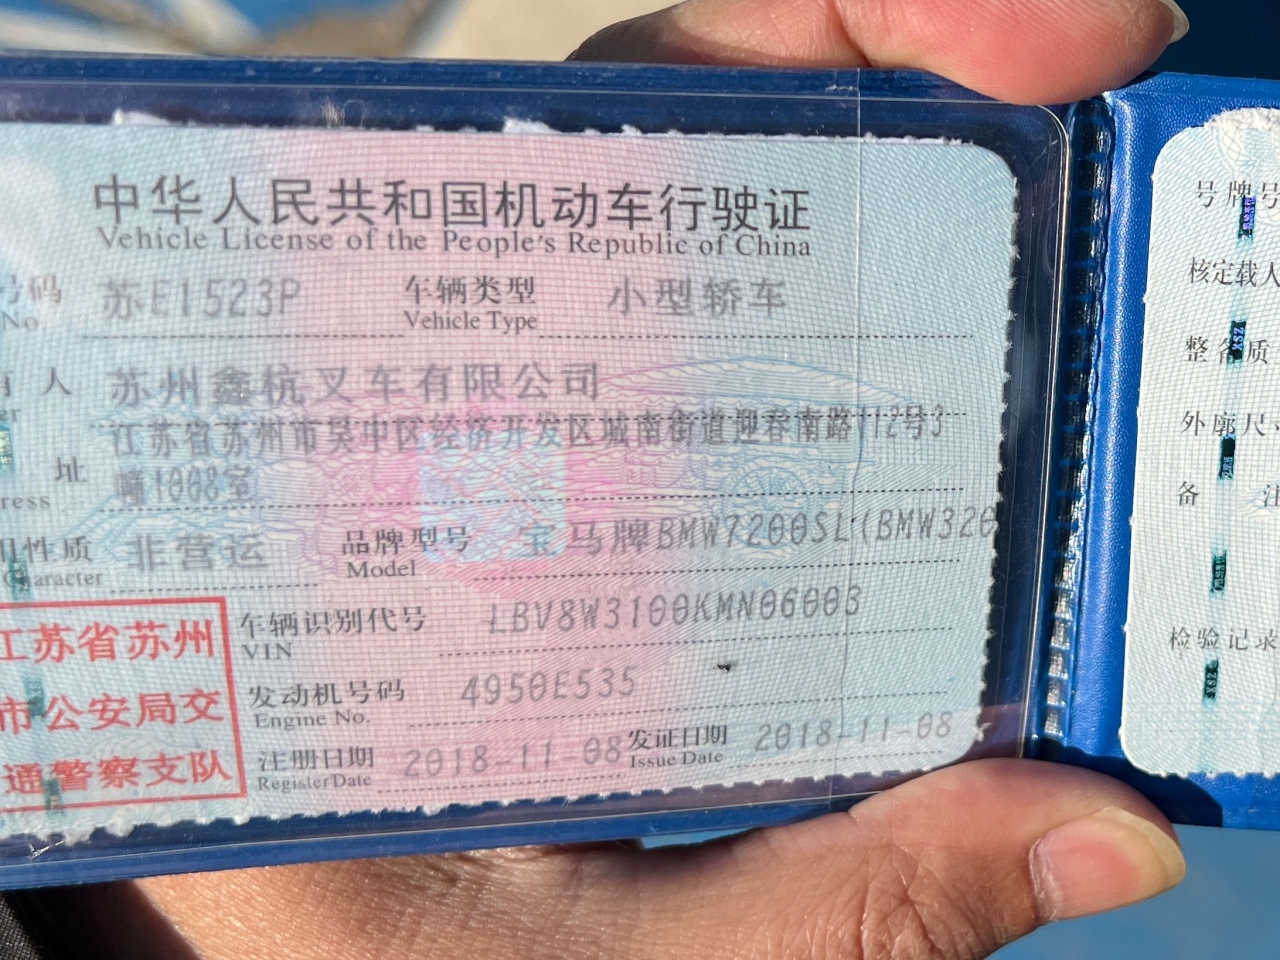 中华人民共和国机动车行驶证
Vehicle License of the People's Republic of China
号码 苏E1523P 车辆类型 小型轿车
No. Vehicle Type
人 苏州鑫杭叉车有限公司
江苏省苏州市吴中区经济开发区城南街道迎春南路112号3
址 幢1008室
性质 非营运 品牌型号 宝马牌BMW7200SL(BMW320
Character Model
车辆识别代号 LBV8W3100KMN06003
VIN
发动机号码 4950E535
Engine No.
注册日期 2018-11-08 发证日期 2018-11-08
Register Date Issue Date
江苏省苏州
市公安局交
通警察支队
号牌号
核定载人
整备质
外廓尺
备 注
检验记录